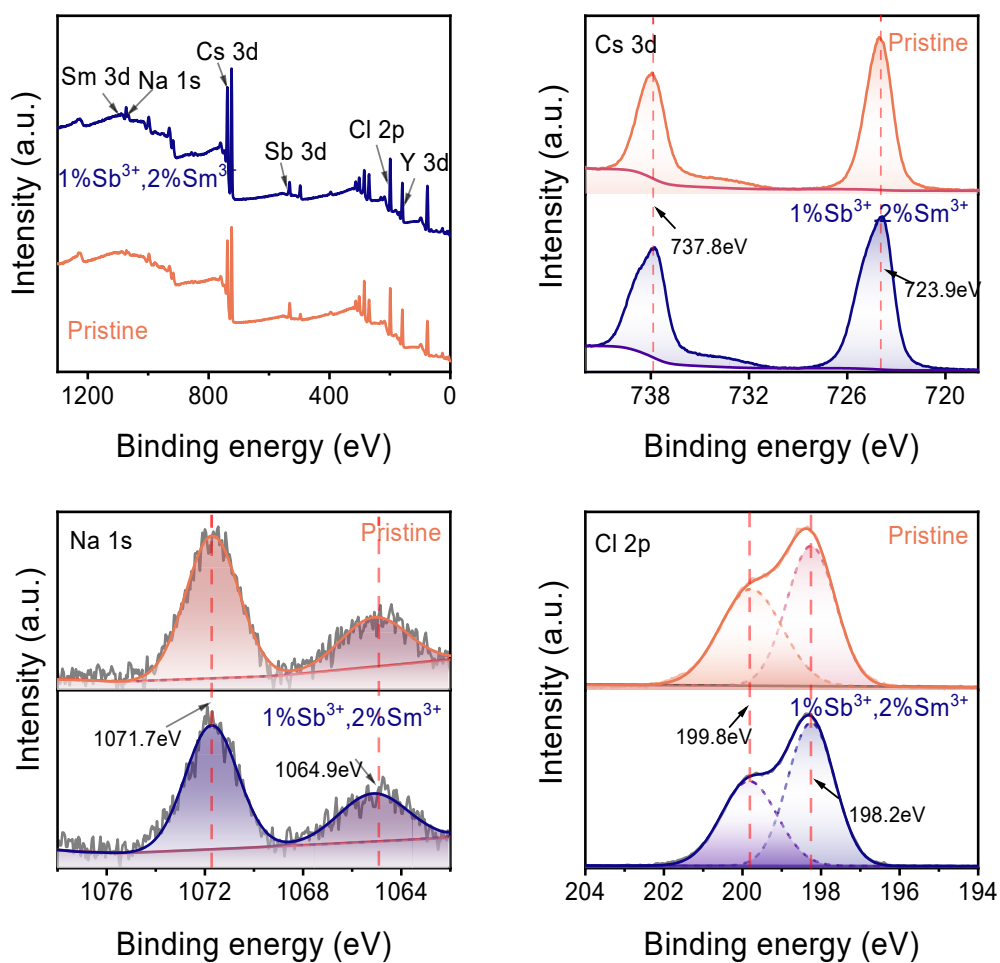 Intensity (a.u.)
Sm 3d
Na 1s
Cs 3d
Sb 3d
Cl 2p
Y 3d
1%Sb³⁺,2%Sm³⁺
Pristine
1200
800
400
0
Binding energy (eV)
Intensity (a.u.)
Cs 3d
Pristine
1%Sb³⁺,2%Sm³⁺
737.8eV
723.9eV
738
732
724
720
Binding energy (eV)
Intensity (a.u.)
Na 1s
Pristine
1%Sb³⁺,2%Sm³⁺
1071.7eV
1064.9eV
1076
1072
1068
1064
Binding energy (eV)
Intensity (a.u.)
Cl 2p
Pristine
1%Sb³⁺,2%Sm³⁺
199.8eV
198.2eV
204
202
200
198
196
194
Binding energy (eV)